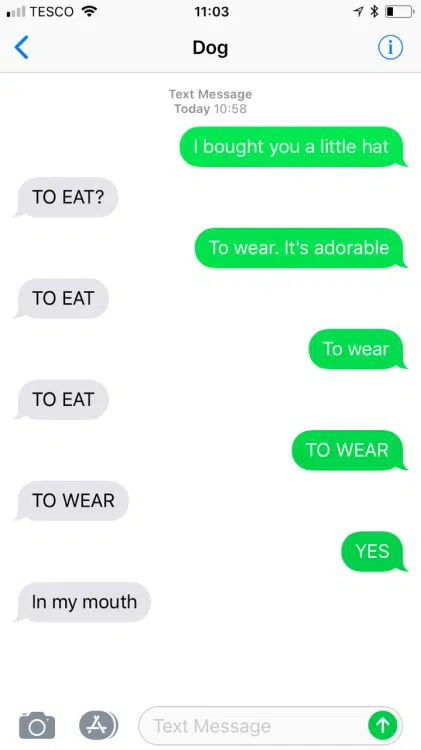 TESCO 11:03
Dog
Text Message
Today 10:58
I bought you a little hat
TO EAT?
To wear. It's adorable
TO EAT
To wear
TO EAT
TO WEAR
TO WEAR
YES
In my mouth
Text Message